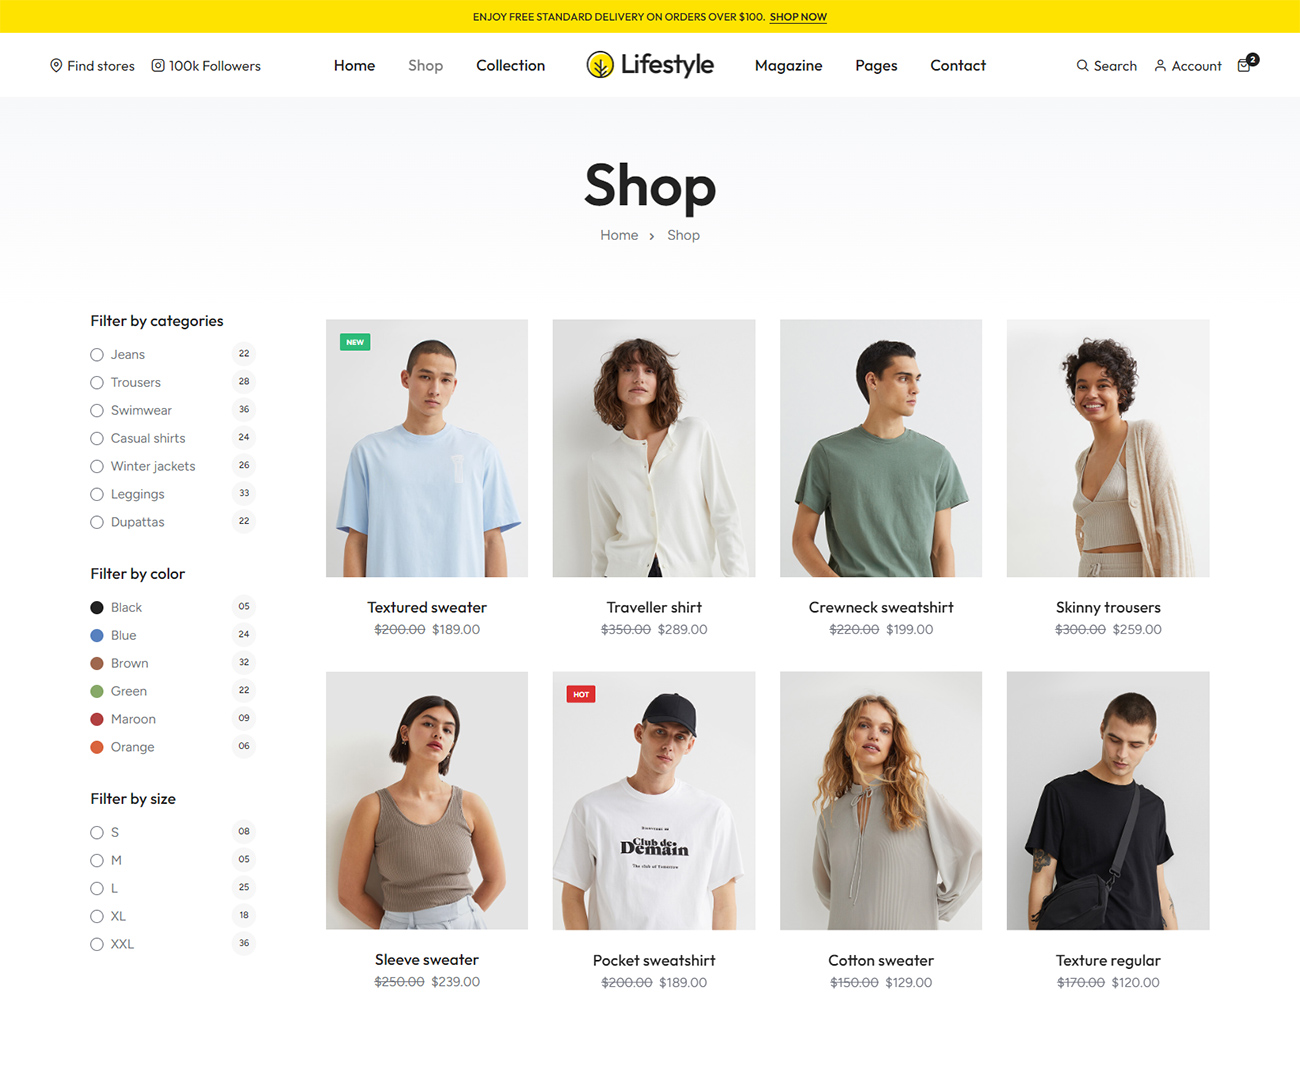 ENJOY FREE STANDARD DELIVERY ON ORDERS OVER $100. SHOP NOW
Find stores 100k Followers Home Shop Collection Lifestyle Magazine Pages Contact Search Account 2
Shop
Home > Shop
Filter by categories
Jeans 22
Trousers 28
Swimwear 36
Casual shirts 24
Winter jackets 26
Leggings 33
Dupattas 22
Filter by color
Black 05
Blue 24
Brown 32
Green 22
Maroon 09
Orange 06
Filter by size
S 08
M 05
L 25
XL 18
XXL 36
NEW
Textured sweater
$200.00 $189.00
Traveller shirt
$350.00 $289.00
Crewneck sweatshirt
$220.00 $199.00
Skinny trousers
$300.00 $259.00
Sleeve sweater
$250.00 $239.00
HOT
Club de
Demain
The club of Tomorrow
Pocket sweatshirt
$200.00 $189.00
Cotton sweater
$150.00 $129.00
Texture regular
$170.00 $120.00